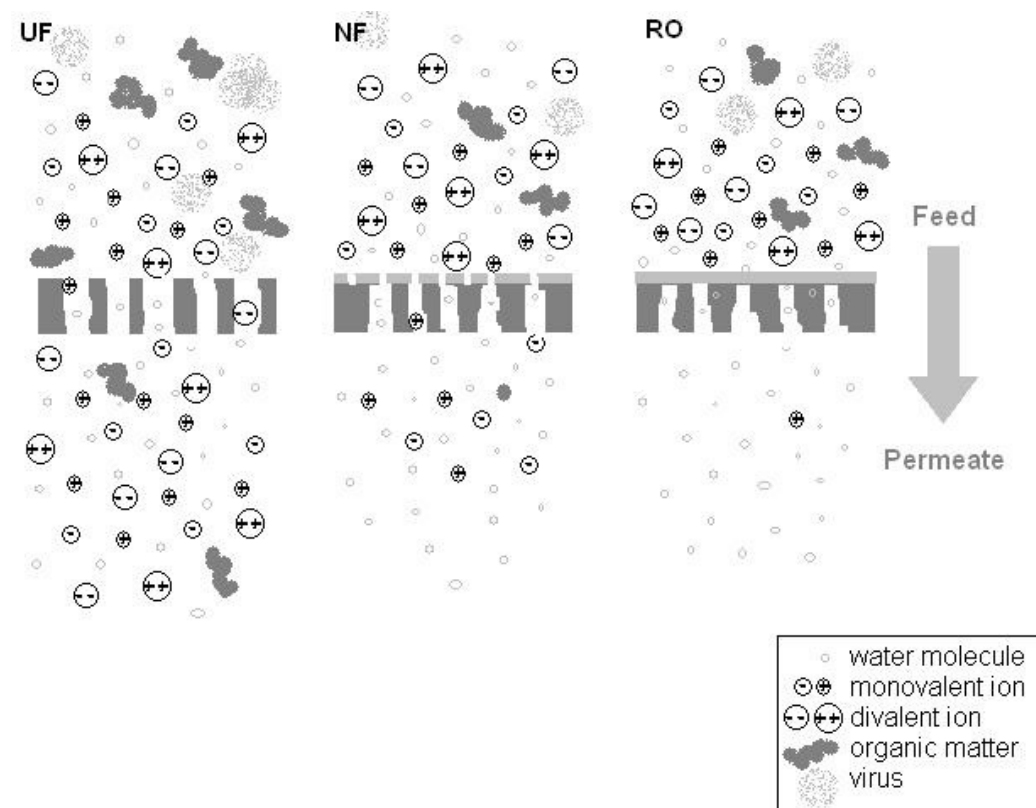 UF
NF
RO
Feed
Permeate
water molecule
monovalent ion
divalent ion
organic matter
virus